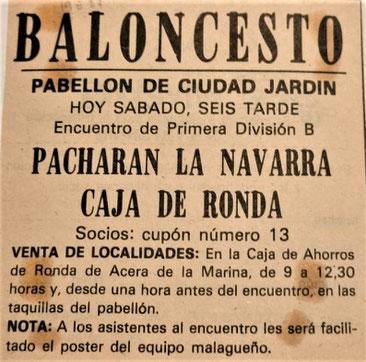 BALONCESTO
PABELLON DE CIUDAD JARDIN
HOY SABADO, SEIS TARDE
Encuentro de Primera División B
PACHARAN LA NAVARRA
CAJA DE RONDA
Socios: cupón número 13
VENTA DE LOCALIDADES: En la Caja de Ahorros
de Ronda de Acera de la Marina, de 9 a 12,30
horas y, desde una hora antes del encuentro, en las
taquillas del pabellón.
NOTA: A los asistentes al encuentro les será facili-
tado el poster del equipo malagueño.